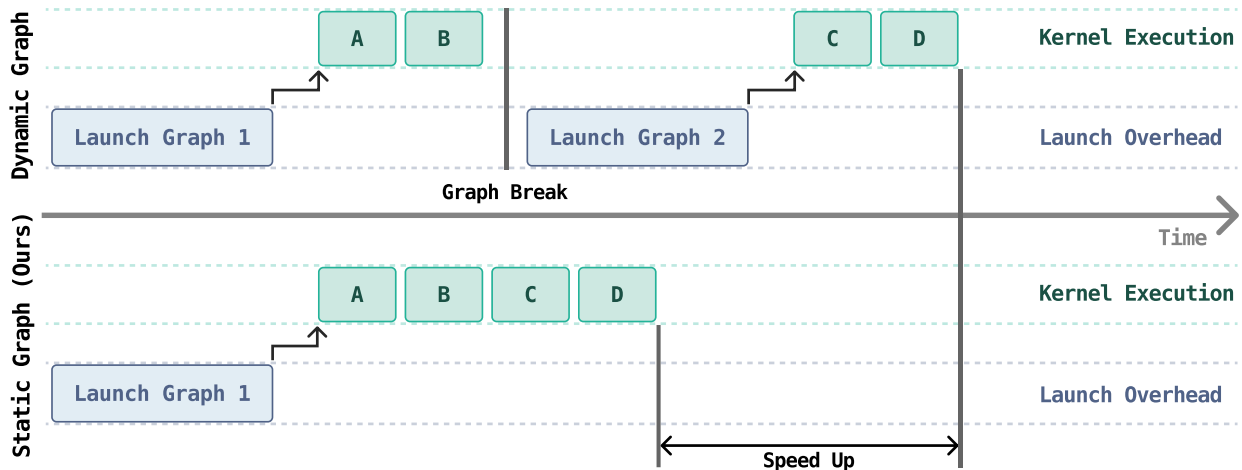 Dynamic Graph
A
B
C
D
Kernel Execution
Launch Graph 1
Launch Graph 2
Launch Overhead
Graph Break
Time
Static Graph (Ours)
A
B
C
D
Kernel Execution
Launch Graph 1
Launch Overhead
Speed Up